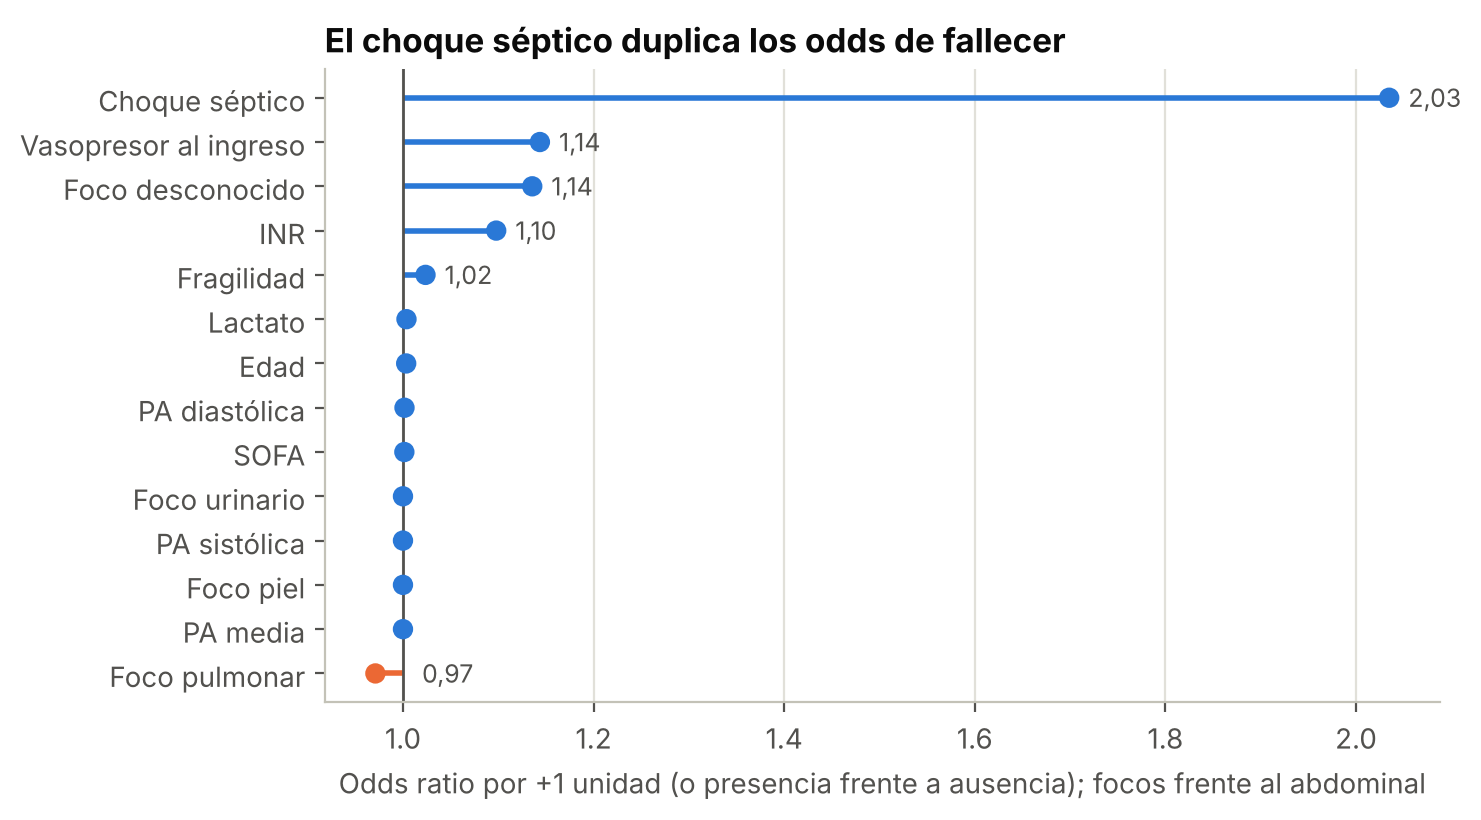 El choque séptico duplica los odds de fallecer
Choque séptico 2,03
Vasopresor al ingreso 1,14
Foco desconocido 1,14
INR 1,10
Fragilidad 1,02
Lactato
Edad
PA diastólica
SOFA
Foco urinario
PA sistólica
Foco piel
PA media
Foco pulmonar 0,97
1.0 1.2 1.4 1.6 1.8 2.0
Odds ratio por +1 unidad (o presencia frente a ausencia); focos frente al abdominal